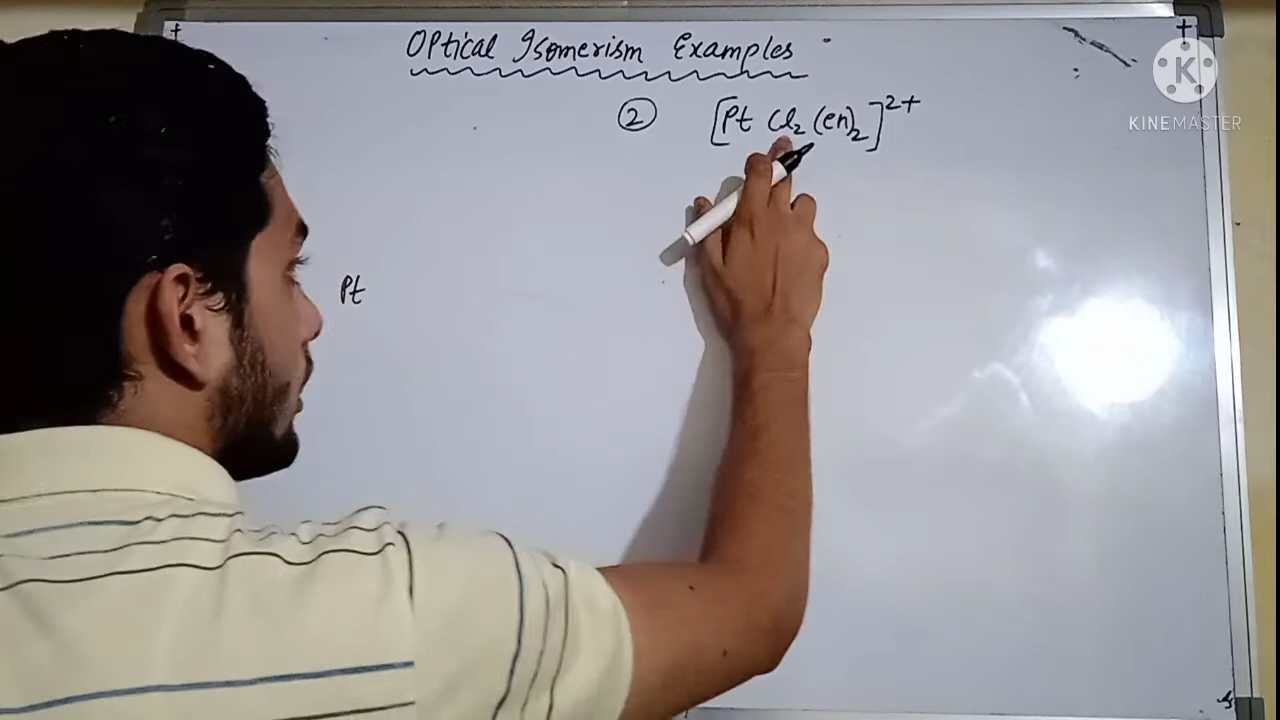 Optical Isomerism Examples
② [Pt Cl₂ (en)₂]²⁺
K
KINEMASTER
Pt